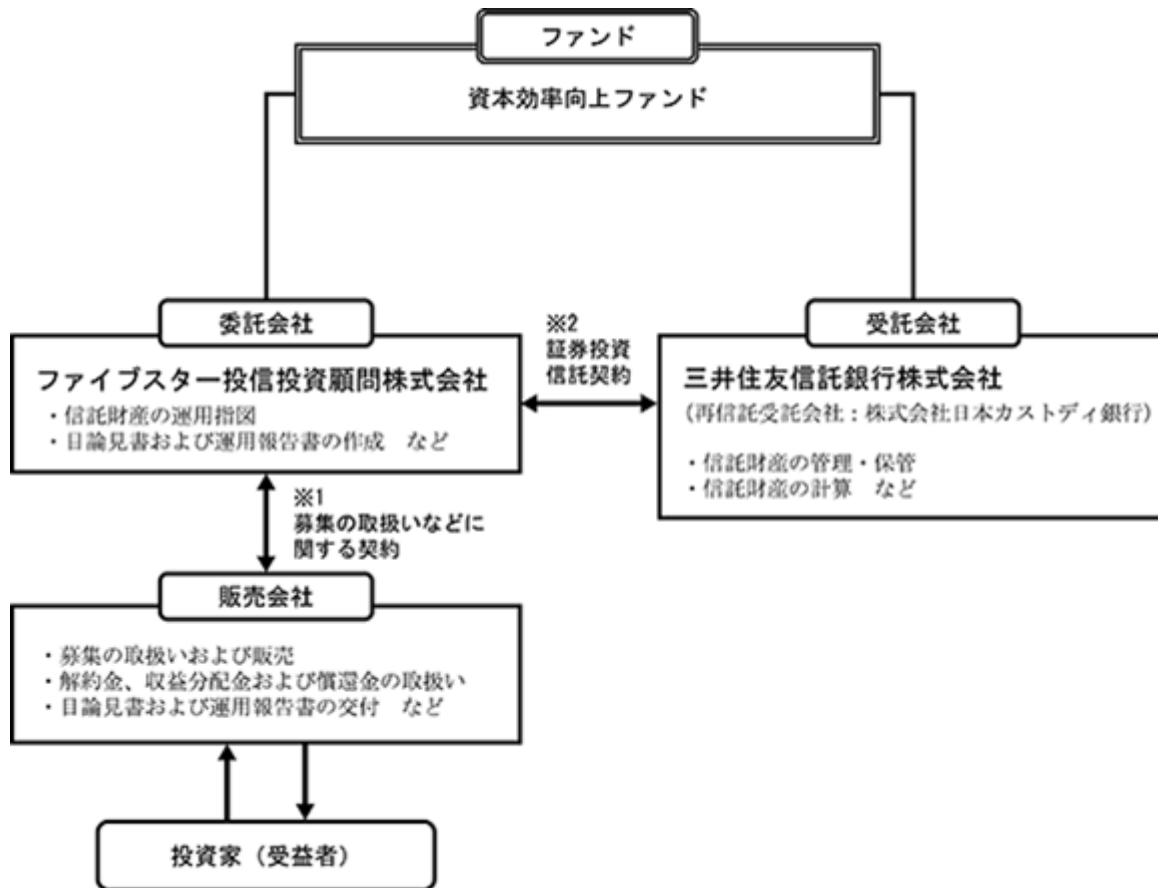 ファンド
資本効率向上ファンド
委託会社
ファイブスター投信投資顧問株式会社
・信託財産の運用指図
・目論見書および運用報告書の作成　など
※2
証券投資
信託契約
受託会社
三井住友信託銀行株式会社
（再信託受託会社：株式会社日本カストディ銀行）
・信託財産の管理・保管
・信託財産の計算　など
※1
募集の取扱いなどに
関する契約
販売会社
・募集の取扱いおよび販売
・解約金、収益分配金および償還金の取扱い
・目論見書および運用報告書の交付　など
投資家（受益者）